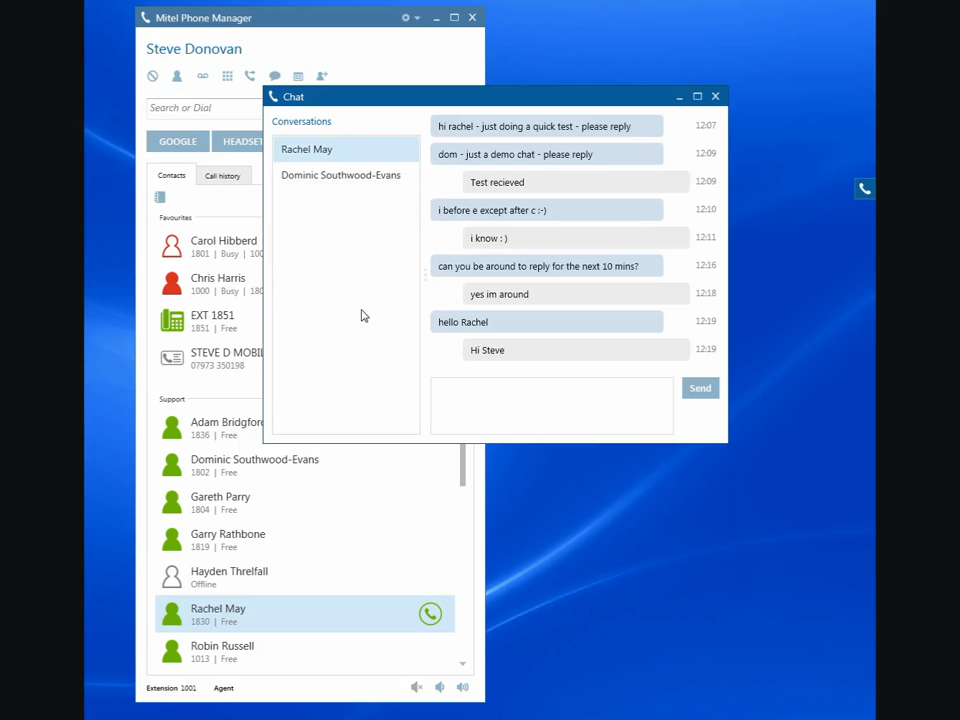 Mitel Phone Manager
Steve Donovan
Search or Dial
GOOGLE
HEADSET
Contacts
Call history
Favourites
Carol Hibberd
1801 | Busy | 180
Chris Harris
1000 | Busy | 180
EXT 1851
1851 | Free
STEVE D MOBIL
07973 350198
Support
Adam Bridgford
1836 | Free
Dominic Southwood-Evans
1802 | Free
Gareth Parry
1804 | Free
Garry Rathbone
1819 | Free
Hayden Threlfall
Offline
Rachel May
1830 | Free
Robin Russell
1013 | Free
Extension 1001 Agent
Chat
Conversations
Rachel May
Dominic Southwood-Evans
hi rachel - just doing a quick test - please reply 12:07
dom - just a demo chat - please reply 12:09
Test recieved 12:09
i before e except after c :-) 12:10
i know : ) 12:11
can you be around to reply for the next 10 mins? 12:16
yes im around 12:18
hello Rachel 12:19
Hi Steve 12:19
Send